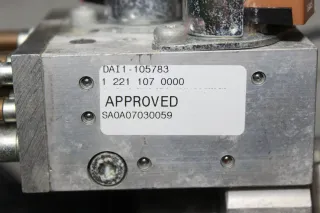 DAI1-105783
1 221 107 0000
APPROVED
SA0A07030059